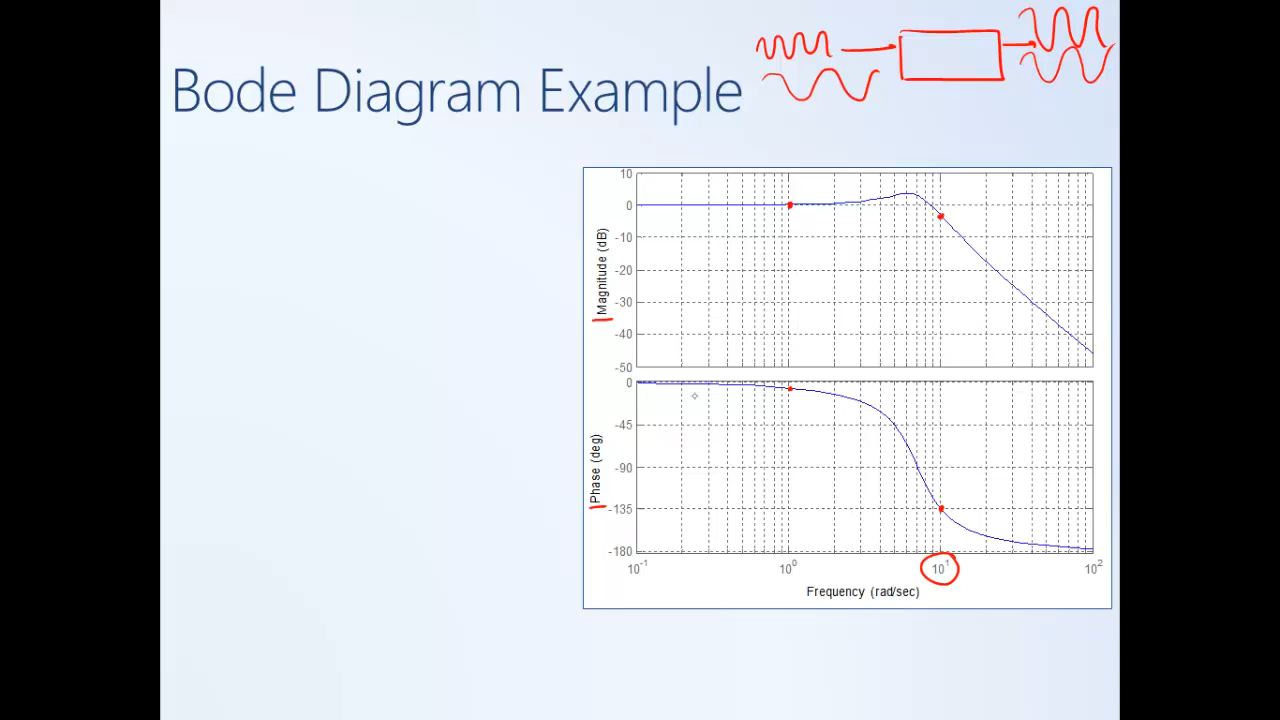 Bode Diagram Example
10
0
-10
-20
-30
-40
-50
Magnitude (dB)
0
-45
-90
-135
-180
Phase (deg)
10-1 100 101 102
Frequency (rad/sec)